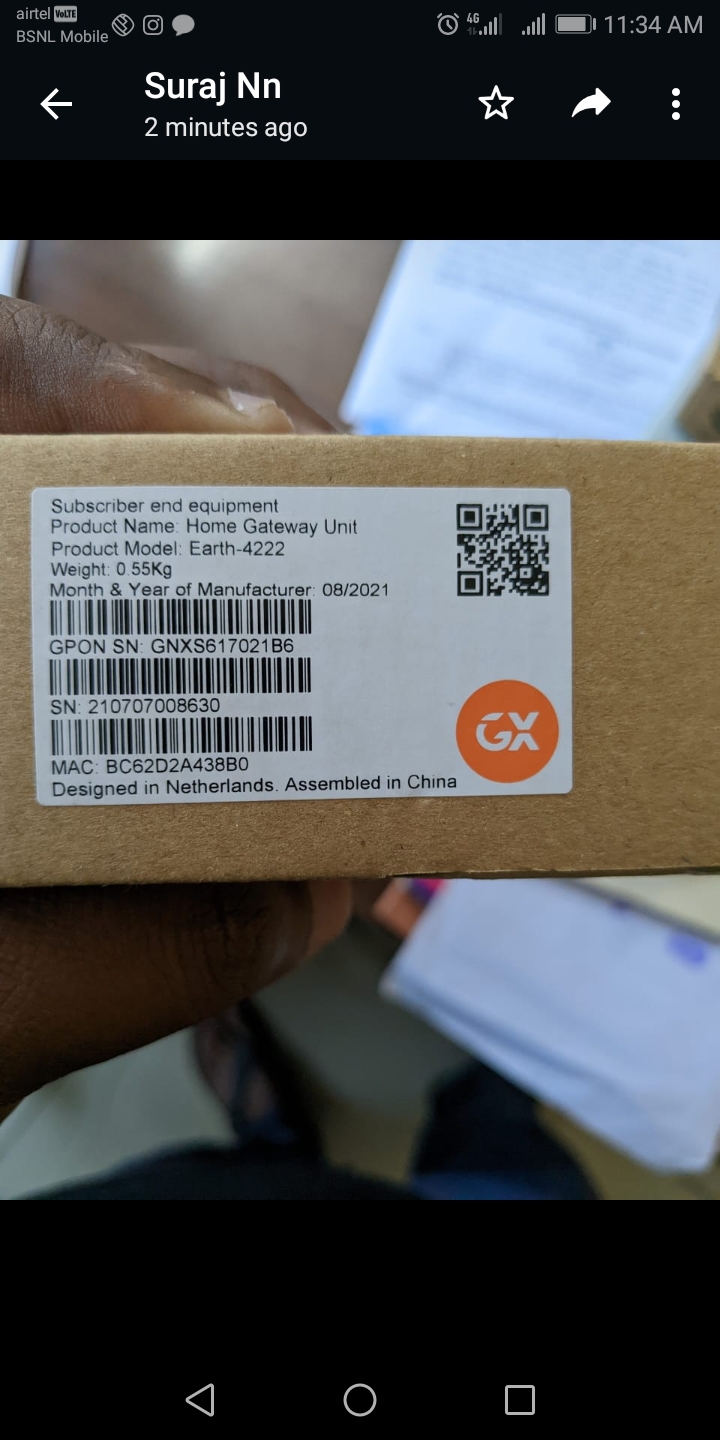 airtel VoLTE
BSNL Mobile
4G
11:34 AM
Suraj Nn
2 minutes ago
Subscriber end equipment
Product Name: Home Gateway Unit
Product Model: Earth-4222
Weight: 0.55Kg
Month & Year of Manufacturer: 08/2021
GPON SN: GNXS617021B6
SN: 210707008630
MAC: BC62D2A438B0
Designed in Netherlands. Assembled in China
GX